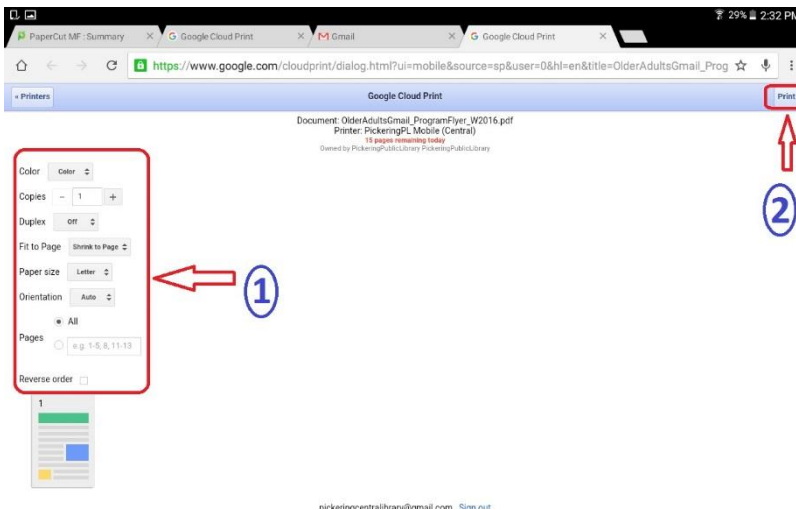 29% 2:32 PM
PaperCut MF : Summary Google Cloud Print Gmail Google Cloud Print
https://www.google.com/cloudprint/dialog.html?ui=mobile&source=sp&user=0&hl=en&title=OlderAdultsGmail_Prog
« Printers Google Cloud Print Print
Document: OlderAdultsGmail_ProgramFlyer_W2016.pdf
Printer: PickeringPL Mobile (Central)
15 pages remaining today
Owned by PickeringPublicLibrary PickeringPublicLibrary
Color Color
Copies - 1 +
Duplex Off
2
Fit to Page Shrink to Page
Paper size Letter
1
Orientation Auto
All
Pages e.g. 1-5, 8, 11-13
Reverse order
1
pickeringcentralibrary@gmail.com Sign out